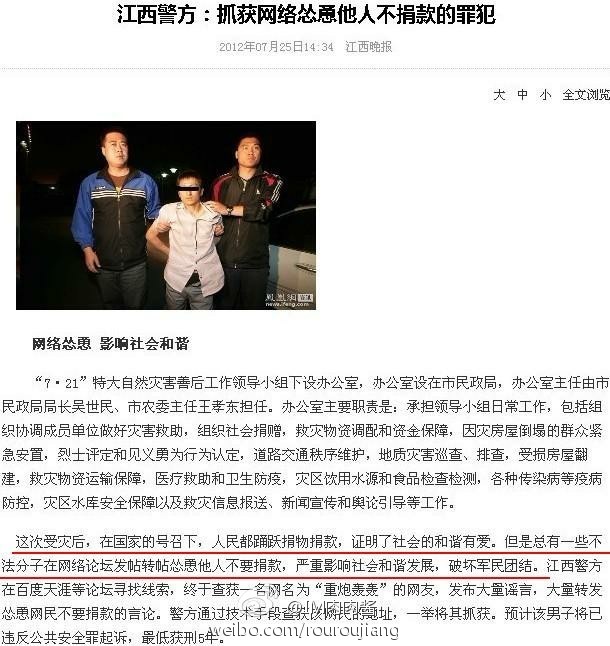 江西警方：抓获网络怂恿他人不捐款的罪犯
2012年07月25日14:34 江西晚报
大 中 小 全文浏览
凤凰网
news.ifeng.com
网络怂恿 影响社会和谐
“7·21”特大自然灾害善后工作领导小组下设办公室，办公室设在市民政局，办公室主任由市
民政局局长吴世民、市农委主任王孝东担任。办公室主要职责是：承担领导小组日常工作，包括组
织协调成员单位做好灾害救助，组织社会捐赠，救灾物资调配和资金保障，因灾房屋倒塌的群众紧
急安置，烈士评定和见义勇为行为认定，道路交通秩序维护，地质灾害巡查、排查，受损房屋翻
建，救灾物资运输保障，医疗救助和卫生防疫，灾区饮用水源和食品检查检测，各种传染病等疫病
防控，灾区水库安全保障以及救灾信息报送、新闻宣传和舆论引导等工作。
这次受灾后，在国家的号召下，人民都踊跃捐物捐款，证明了社会的和谐有爱。但是总有一些不
法分子在网络论坛发帖转帖怂恿他人不要捐款，严重影响社会和谐发展，破坏军民团结。江西警方
在百度天涯等论坛寻找线索，终于查获一名网名为“重炮轰轰”的网友，发布大量谣言，大量转发
怂恿网民不要捐款的言论。警方通过技术手段查获该网民的地址，一举将其抓获。预计该男子将已
违反公共安全罪起诉，最低获刑5年。
weibo.com/rouroujiang